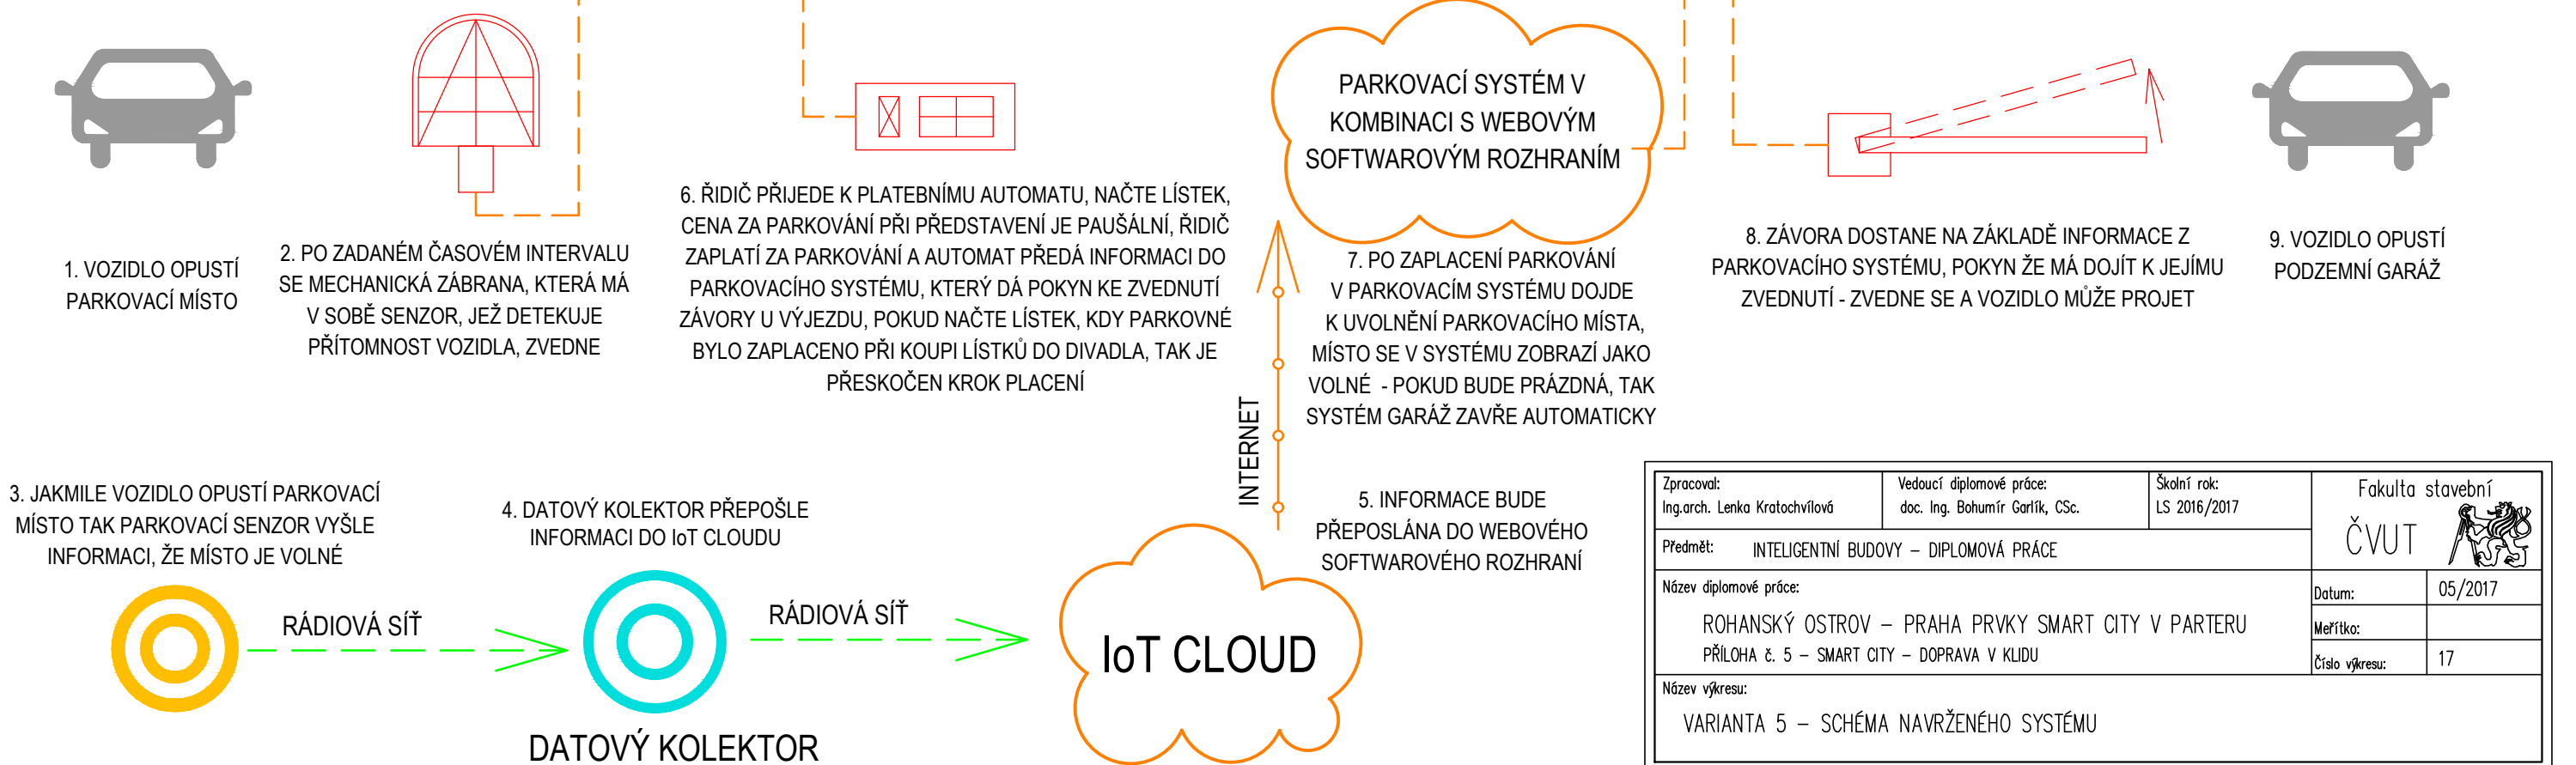 PARKOVACÍ SYSTÉM V
KOMBINACI S WEBOVÝM
SOFTWAROVÝM ROZHRANÍM
1. VOZIDLO OPUSTÍ
PARKOVACÍ MÍSTO
2. PO ZADANÉM ČASOVÉM INTERVALU
SE MECHANICKÁ ZÁBRANA, KTERÁ MÁ
V SOBĚ SENZOR, JEŽ DETEKUJE
PŘÍTOMNOST VOZIDLA, ZVEDNE
6. ŘIDIČ PŘIJEDE K PLATEBNÍMU AUTOMATU, NAČTE LÍSTEK,
CENA ZA PARKOVÁNÍ PŘI PŘEDSTAVENÍ JE PAUŠÁLNÍ, ŘIDIČ
ZAPLATÍ ZA PARKOVÁNÍ A AUTOMAT PŘEDÁ INFORMACI DO
PARKOVACÍHO SYSTÉMU, KTERÝ DÁ POKYN KE ZVEDNUTÍ
ZÁVORY U VÝJEZDU, POKUD NAČTE LÍSTEK, KDY PARKOVNÉ
BYLO ZAPLACENO PŘI KOUPI LÍSTKŮ DO DIVADLA, TAK JE
PŘESKOČEN KROK PLACENÍ
7. PO ZAPLACENÍ PARKOVÁNÍ
V PARKOVACÍM SYSTÉMU DOJDE
K UVOLNĚNÍ PARKOVACÍHO MÍSTA,
MÍSTO SE V SYSTÉMU ZOBRAZÍ JAKO
VOLNÉ - POKUD BUDE PRÁZDNÁ, TAK
SYSTÉM GARÁŽ ZAVŘE AUTOMATICKY
8. ZÁVORA DOSTANE NA ZÁKLADĚ INFORMACE Z
PARKOVACÍHO SYSTÉMU, POKYN ŽE MÁ DOJÍT K JEJÍMU
ZVEDNUTÍ - ZVEDNE SE A VOZIDLO MŮŽE PROJET
9. VOZIDLO OPUSTÍ
PODZEMNÍ GARÁŽ
3. JAKMILE VOZIDLO OPUSTÍ PARKOVACÍ
MÍSTO TAK PARKOVACÍ SENZOR VYŠLE
INFORMACI, ŽE MÍSTO JE VOLNÉ
RÁDIOVÁ SÍŤ
4. DATOVÝ KOLEKTOR PŘEPOŠLE
INFORMACI DO IoT CLOUDU
DATOVÝ KOLEKTOR
RÁDIOVÁ SÍŤ
IoT CLOUD
INTERNET
5. INFORMACE BUDE
PŘEPOSLÁNA DO WEBOVÉHO
SOFTWAROVÉHO ROZHRANÍ
Zpracoval:
Ing.arch. Lenka Kratochvílová
Vedoucí diplomové práce:
doc. Ing. Bohumír Garlík, CSc.
Školní rok:
LS 2016/2017
Fakulta stavební
ČVUT
Předmět: INTELIGENTNÍ BUDOVY – DIPLOMOVÁ PRÁCE
Název diplomové práce:
ROHANSKÝ OSTROV – PRAHA PRVKY SMART CITY V PARTERU
PŘÍLOHA č. 5 – SMART CITY – DOPRAVA V KLIDU
Datum: 05/2017
Meřítko:
Číslo výkresu: 17
Název výkresu:
VARIANTA 5 – SCHÉMA NAVRŽENÉHO SYSTÉMU